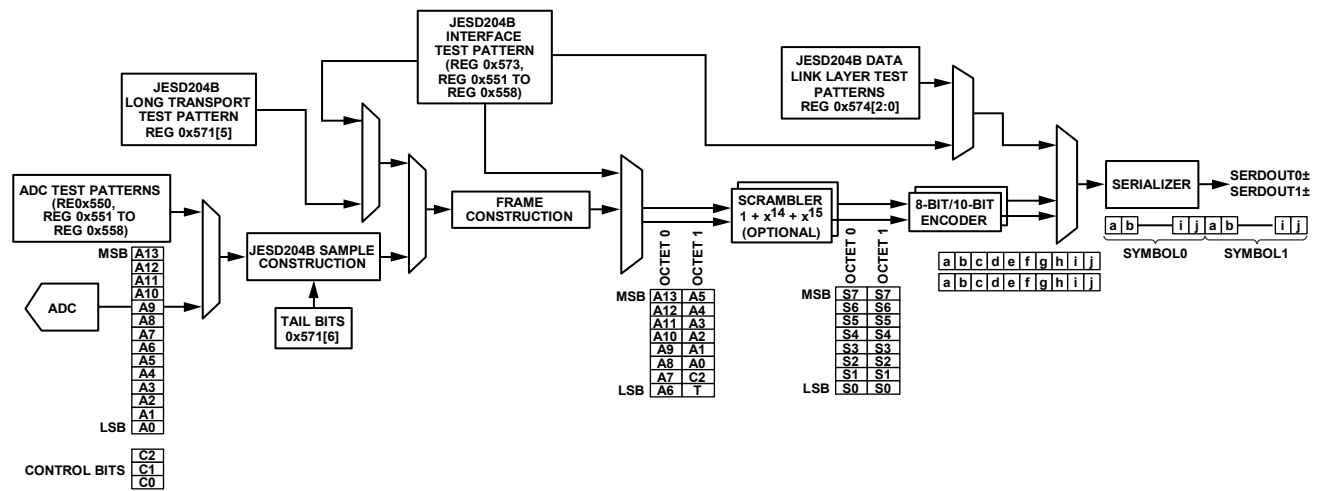 JESD204B
INTERFACE
TEST PATTERN
(REG 0x573,
REG 0x551 TO
REG 0x558)
JESD204B DATA
LINK LAYER TEST
PATTERNS
REG 0x574[2:0]
JESD204B
LONG TRANSPORT
TEST PATTERN
REG 0x571[5]
ADC TEST PATTERNS
(RE0x550,
REG 0x551 TO
REG 0x558)
FRAME
CONSTRUCTION
SCRAMBLER
1 + x14 + x15
(OPTIONAL)
8-BIT/10-BIT
ENCODER
SERIALIZER
SERDOUT0±
SERDOUT1±
a b i j a b i j
SYMBOL0 SYMBOL1
JESD204B SAMPLE
CONSTRUCTION
TAIL BITS
0x571[6]
ADC
MSB A13
A12
A11
A10
A9
A8
A7
A6
A5
A4
A3
A2
A1
LSB A0
C2
CONTROL BITS C1
C0
OCTET 0 OCTET 1
MSB A13 A5
A12 A4
A11 A3
A10 A2
A9 A1
A8 A0
A7 C2
LSB A6 T
OCTET 0 OCTET 1
MSB S7 S7
S6 S6
S5 S5
S4 S4
S3 S3
S2 S2
S1 S1
LSB S0 S0
a b c d e f g h i j
a b c d e f g h i j